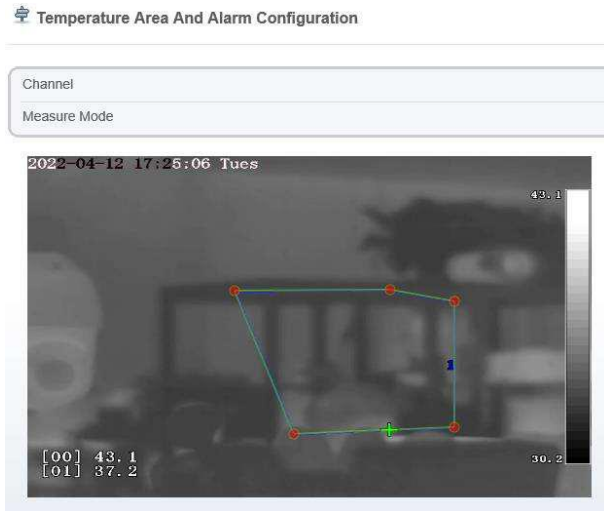 Temperature Area And Alarm Configuration
Channel
Measure Mode
2022-04-12 17:25:06 Tues
43.1
1
30.2
[00] 43.1
[01] 37.2